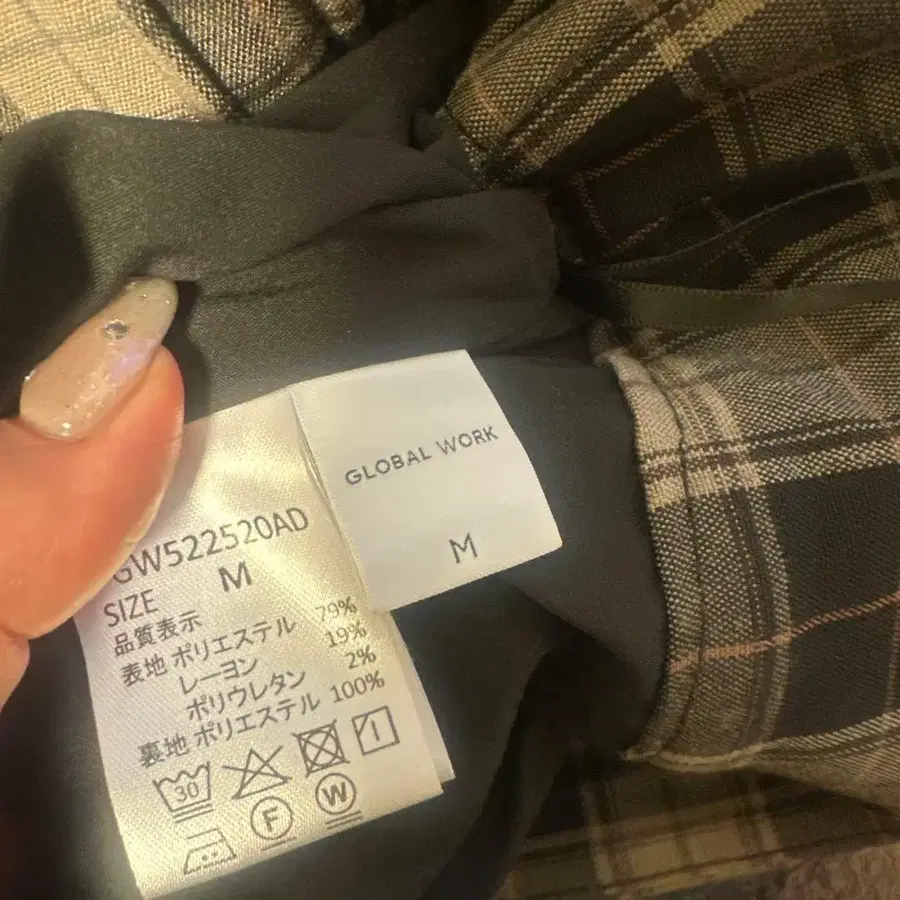 GLOBAL WORK
M
GW522520AD
SIZE M
品質表示
表地 ポリエステル 79%
レーヨン 19%
ポリウレタン 2%
裏地 ポリエステル 100%
30
F W